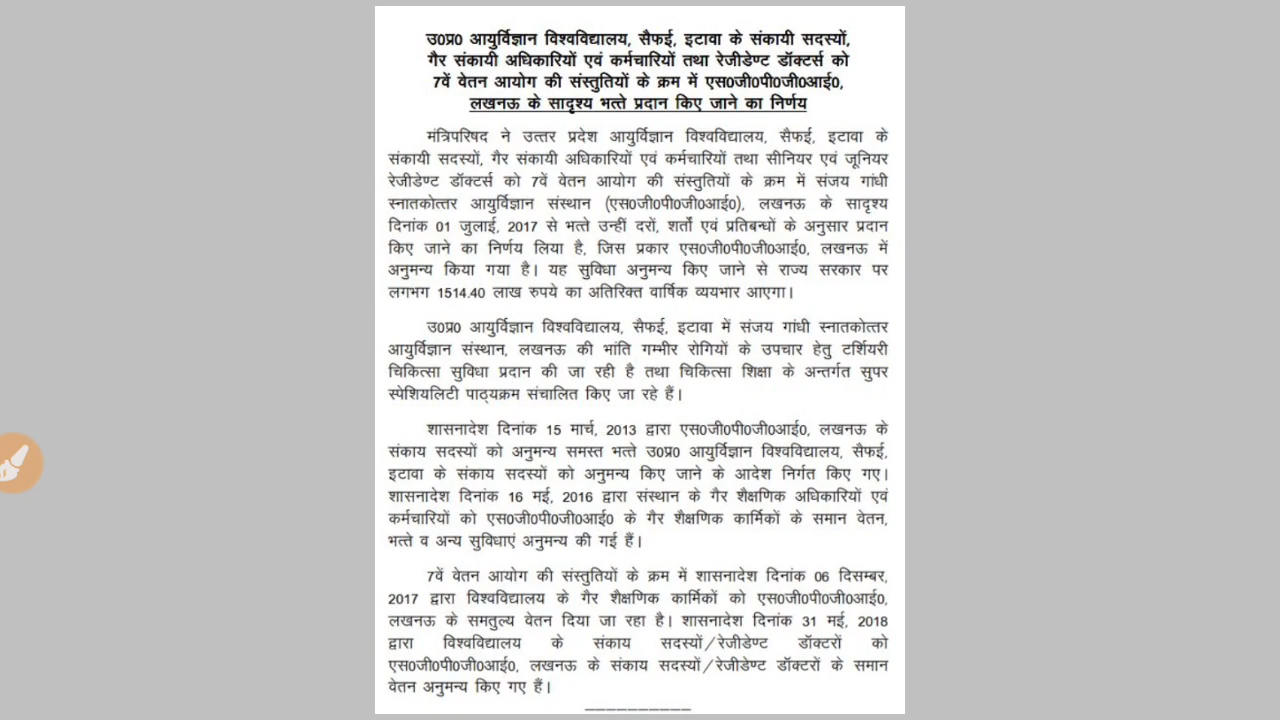 उ0प्र0 आयुर्विज्ञान विश्वविद्यालय, सैफई, इटावा के संकायी सदस्यों,
गैर संकायी अधिकारियों एवं कर्मचारियों तथा रेजीडेण्ट डॉक्टर्स को
7वें वेतन आयोग की संस्तुतियों के क्रम में एस0जी0पी0जी0आई0,
लखनऊ के सादृश्य भत्ते प्रदान किए जाने का निर्णय
मंत्रिपरिषद ने उत्तर प्रदेश आयुर्विज्ञान विश्वविद्यालय, सैफई, इटावा के
संकायी सदस्यों, गैर संकायी अधिकारियों एवं कर्मचारियों तथा सीनियर एवं जूनियर
रेजीडेण्ट डॉक्टर्स को 7वें वेतन आयोग की संस्तुतियों के क्रम में संजय गांधी
स्नातकोत्तर आयुर्विज्ञान संस्थान (एस0जी0पी0जी0आई0), लखनऊ के सादृश्य
दिनांक 01 जुलाई, 2017 से भत्ते उन्हीं दरों, शर्तों एवं प्रतिबन्धों के अनुसार प्रदान
किए जाने का निर्णय लिया है, जिस प्रकार एस0जी0पी0जी0आई0, लखनऊ में
अनुमन्य किया गया है। यह सुविधा अनुमन्य किए जाने से राज्य सरकार पर
लगभग 1514.40 लाख रुपये का अतिरिक्त वार्षिक व्ययभार आएगा।
उ0प्र0 आयुर्विज्ञान विश्वविद्यालय, सैफई, इटावा में संजय गांधी स्नातकोत्तर
आयुर्विज्ञान संस्थान, लखनऊ की भांति गम्भीर रोगियों के उपचार हेतु टर्शियरी
चिकित्सा सुविधा प्रदान की जा रही है तथा चिकित्सा शिक्षा के अन्तर्गत सुपर
स्पेशियलिटी पाठ्यक्रम संचालित किए जा रहे हैं।
शासनादेश दिनांक 15 मार्च, 2013 द्वारा एस0जी0पी0जी0आई0, लखनऊ के
संकाय सदस्यों को अनुमन्य समस्त भत्ते उ0प्र0 आयुर्विज्ञान विश्वविद्यालय, सैफई,
इटावा के संकाय सदस्यों को अनुमन्य किए जाने के आदेश निर्गत किए गए।
शासनादेश दिनांक 16 मई, 2016 द्वारा संस्थान के गैर शैक्षणिक अधिकारियों एवं
कर्मचारियों को एस0जी0पी0जी0आई0 के गैर शैक्षणिक कार्मिकों के समान वेतन,
भत्ते व अन्य सुविधाएं अनुमन्य की गई हैं।
7वें वेतन आयोग की संस्तुतियों के क्रम में शासनादेश दिनांक 06 दिसम्बर,
2017 द्वारा विश्वविद्यालय के गैर शैक्षणिक कार्मिकों को एस0जी0पी0जी0आई0,
लखनऊ के समतुल्य वेतन दिया जा रहा है। शासनादेश दिनांक 31 मई, 2018
द्वारा विश्वविद्यालय के संकाय सदस्यों/रेजीडेण्ट डॉक्टरों को
एस0जी0पी0जी0आई0, लखनऊ के संकाय सदस्यों/रेजीडेण्ट डॉक्टरों के समान
वेतन अनुमन्य किए गए हैं।